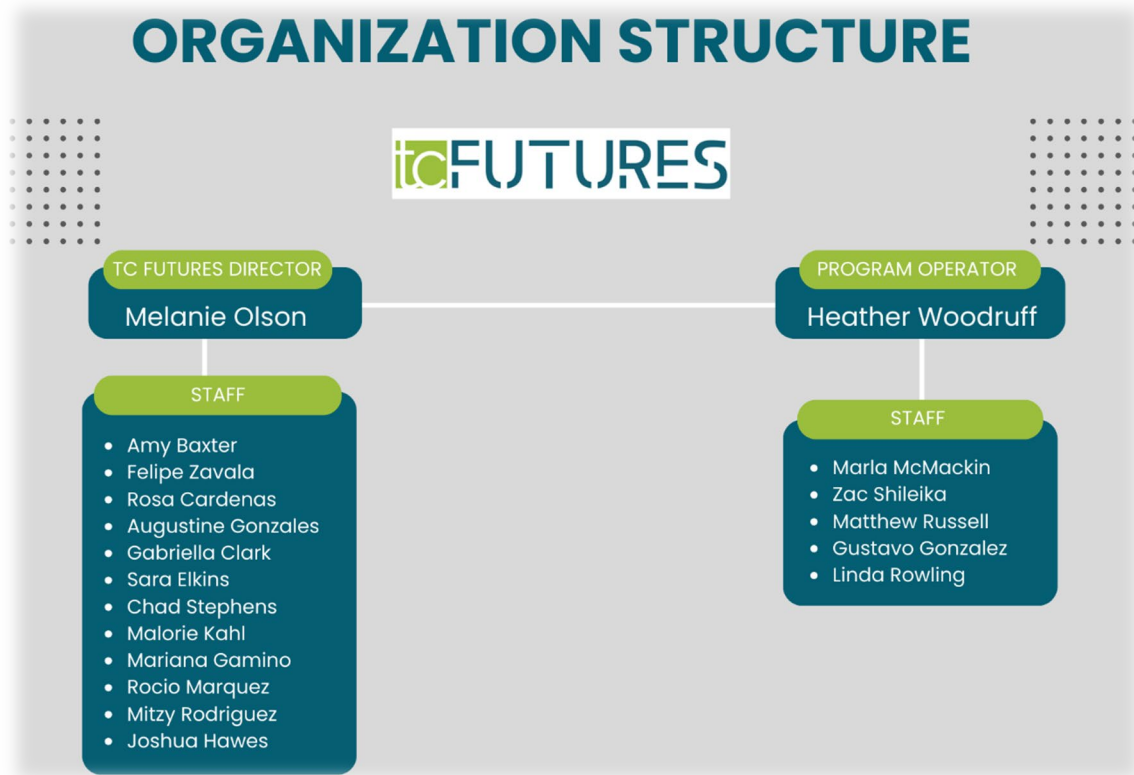 ORGANIZATION STRUCTURE
tcFUTURES
TC FUTURES DIRECTOR
Melanie Olson
STAFF
• Amy Baxter
• Felipe Zavala
• Rosa Cardenas
• Augustine Gonzales
• Gabriella Clark
• Sara Elkins
• Chad Stephens
• Malorie Kahl
• Mariana Gamino
• Rocio Marquez
• Mitzy Rodriguez
• Joshua Hawes
PROGRAM OPERATOR
Heather Woodruff
STAFF
• Marla McMackin
• Zac Shileika
• Matthew Russell
• Gustavo Gonzalez
• Linda Rowling